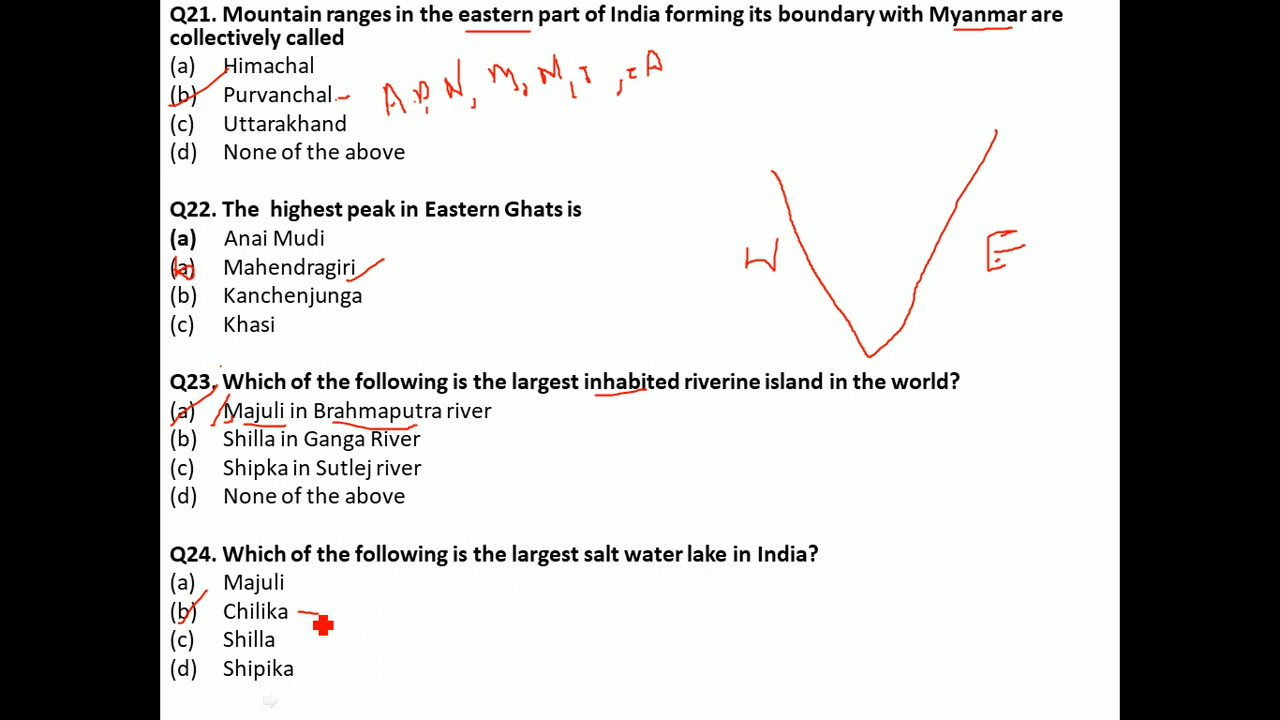 Q21. Mountain ranges in the eastern part of India forming its boundary with Myanmar are
collectively called
(a) Himachal
(b) Purvanchal
A.P, N, M, M, T, A
(c) Uttarakhand
(d) None of the above
Q22. The highest peak in Eastern Ghats is
(a) Anai Mudi
(a) Mahendragiri
(b) Kanchenjunga
(c) Khasi
W E
Q23. Which of the following is the largest inhabited riverine island in the world?
(a) Majuli in Brahmaputra river
(b) Shilla in Ganga River
(c) Shipka in Sutlej river
(d) None of the above
Q24. Which of the following is the largest salt water lake in India?
(a) Majuli
(b) Chilika
(c) Shilla
(d) Shipika